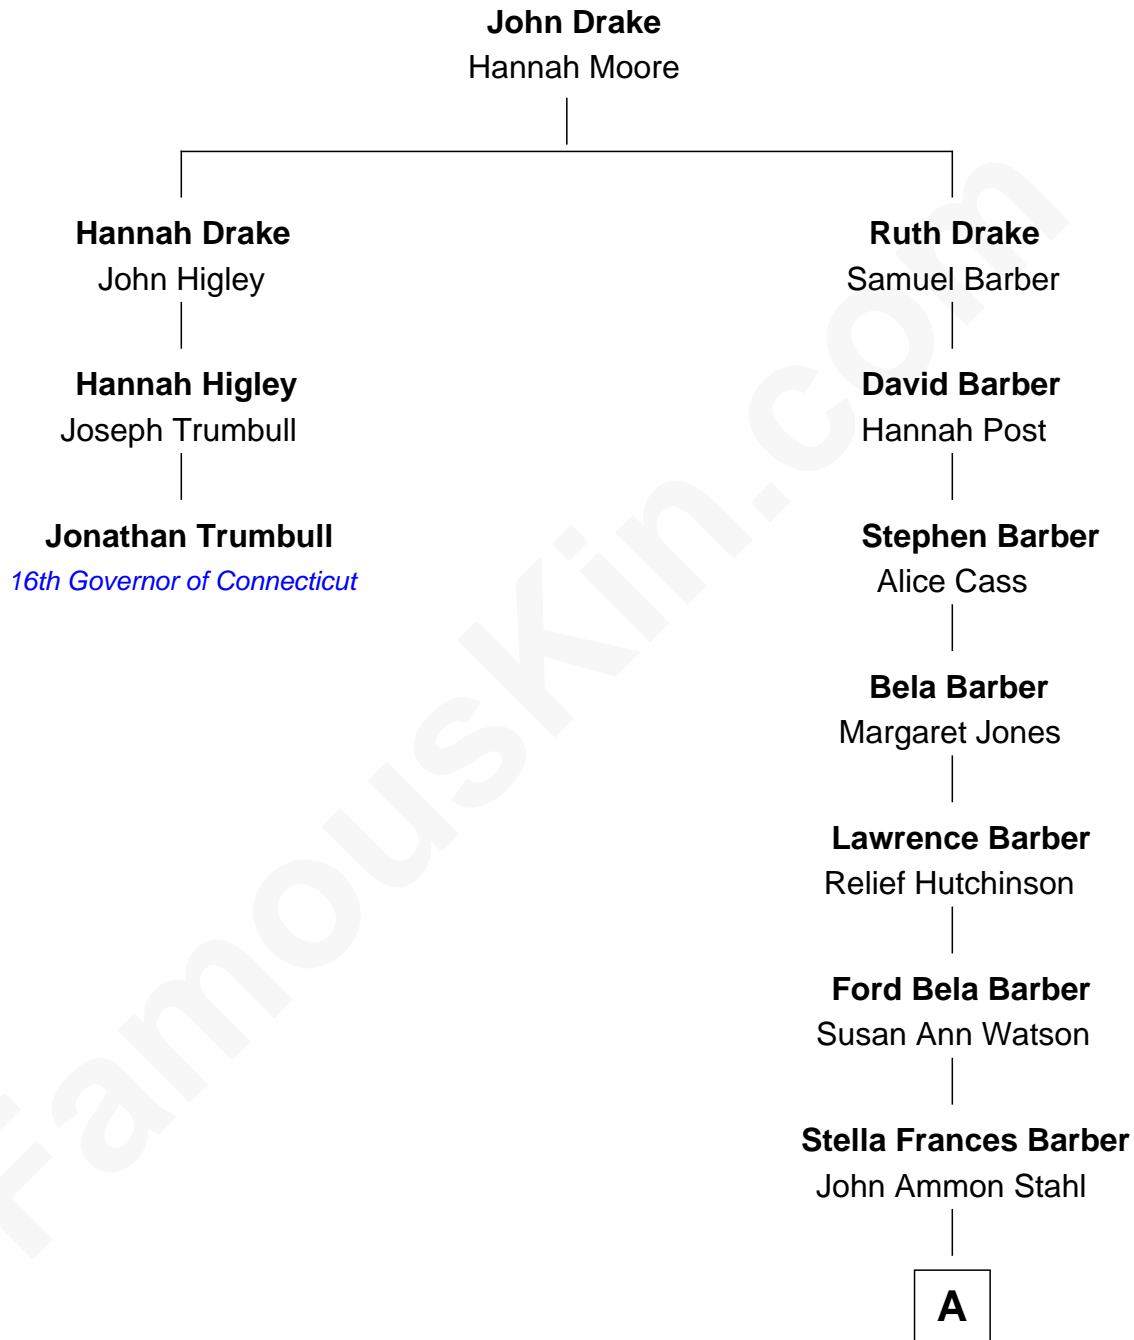 John Drake
Hannah Moore
Hannah Drake
John Higley
Hannah Higley
Joseph Trumbull
Jonathan Trumbull
16th Governor of Connecticut
Ruth Drake
Samuel Barber
David Barber
Hannah Post
Stephen Barber
Alice Cass
Bela Barber
Margaret Jones
Lawrence Barber
Relief Hutchinson
Ford Bela Barber
Susan Ann Watson
Stella Frances Barber
John Ammon Stahl
A
FamousKin.com